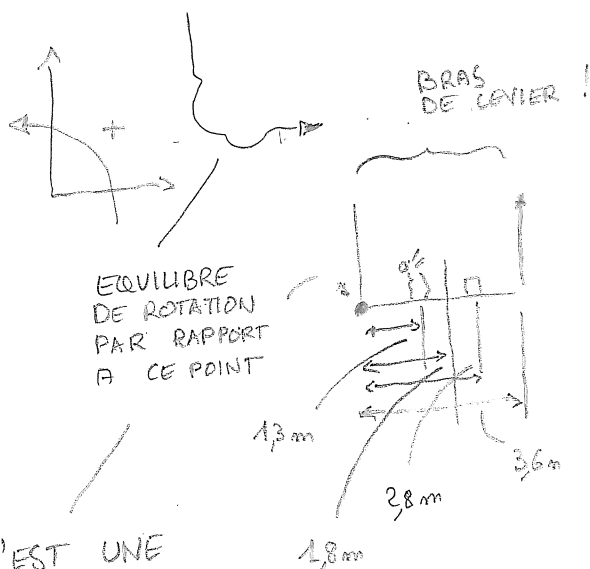 BRAS
DE LEVIER !
+
-
+
EQUILIBRE
DE ROTATION
PAR RAPPORT
A CE POINT
1,3 m
3,6 m
2,8 m
1,8 m
'EST UNE